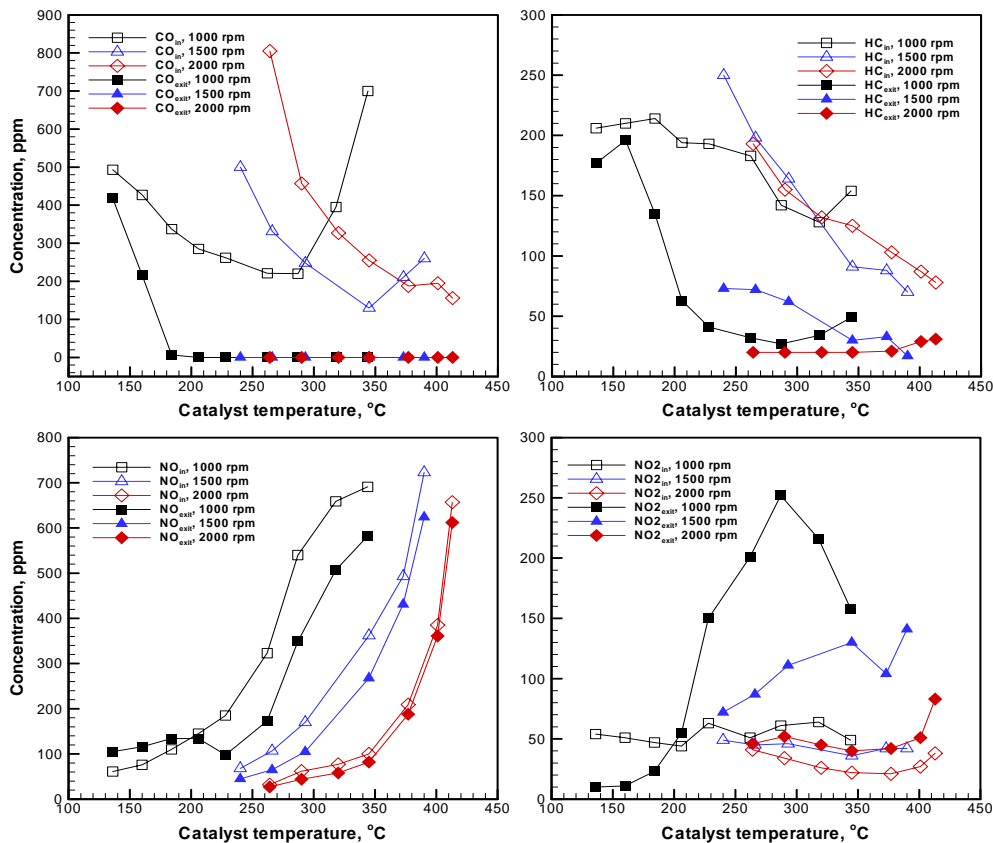 900
800
700
600
500
400
300
200
100
0
Concentration, ppm
CO_in, 1000 rpm
CO_in, 1500 rpm
CO_in, 2000 rpm
CO_exit, 1000 rpm
CO_exit, 1500 rpm
CO_exit, 2000 rpm
100 150 200 250 300 350 400 450
Catalyst temperature, °C
300
250
200
150
100
50
0
HC_in, 1000 rpm
HC_in, 1500 rpm
HC_in, 2000 rpm
HC_exit, 1000 rpm
HC_exit, 1500 rpm
HC_exit, 2000 rpm
100 150 200 250 300 350 400 450
Catalyst temperature, °C
800
700
600
500
400
300
200
100
0
Concentration, ppm
NO_in, 1000 rpm
NO_in, 1500 rpm
NO_in, 2000 rpm
NO_exit, 1000 rpm
NO_exit, 1500 rpm
NO_exit, 2000 rpm
100 150 200 250 300 350 400 450
Catalyst temperature, °C
300
250
200
150
100
50
0
NO2_in, 1000 rpm
NO2_in, 1500 rpm
NO2_in, 2000 rpm
NO2_exit, 1000 rpm
NO2_exit, 1500 rpm
NO2_exit, 2000 rpm
100 150 200 250 300 350 400 450
Catalyst temperature, °C